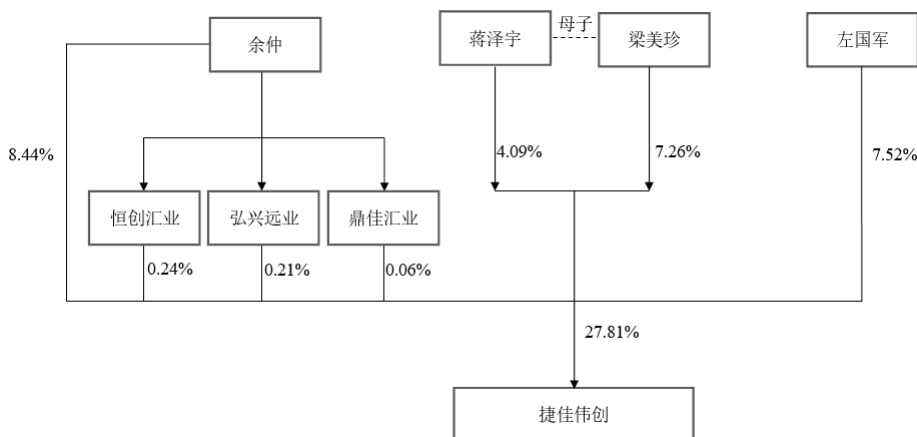 余仲
蒋泽宇
母子
梁美珍
左国军
8.44%
4.09%
7.26%
7.52%
恒创汇业
弘兴远业
鼎佳汇业
0.24%
0.21%
0.06%
27.81%
捷佳伟创